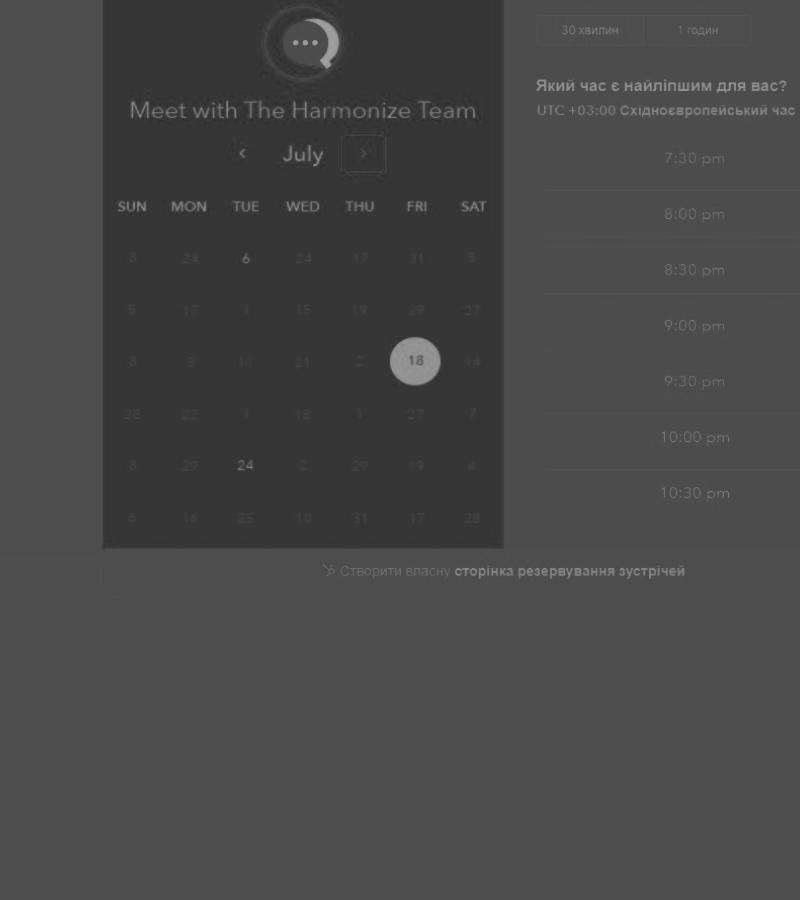 30 хвилин 1 годин
Який час є найліпшим для вас?
Meet with The Harmonize Team
UTC +03:00 Східноєвропейський час
July
7:30 pm
SUN MON TUE WED THU FRI SAT
8:00 pm
8 24 6 24 17 31 5
8:30 pm
5 17 1 15 19 29 27
9:00 pm
8 3 18 14
11 21 2
9:30 pm
28 22 1 18 1 27 7
10:00 pm
8 29 24 2 29 19 4
10:30 pm
6 16 25 10 31 17 28
Створити власну сторінка резервування зустрічей